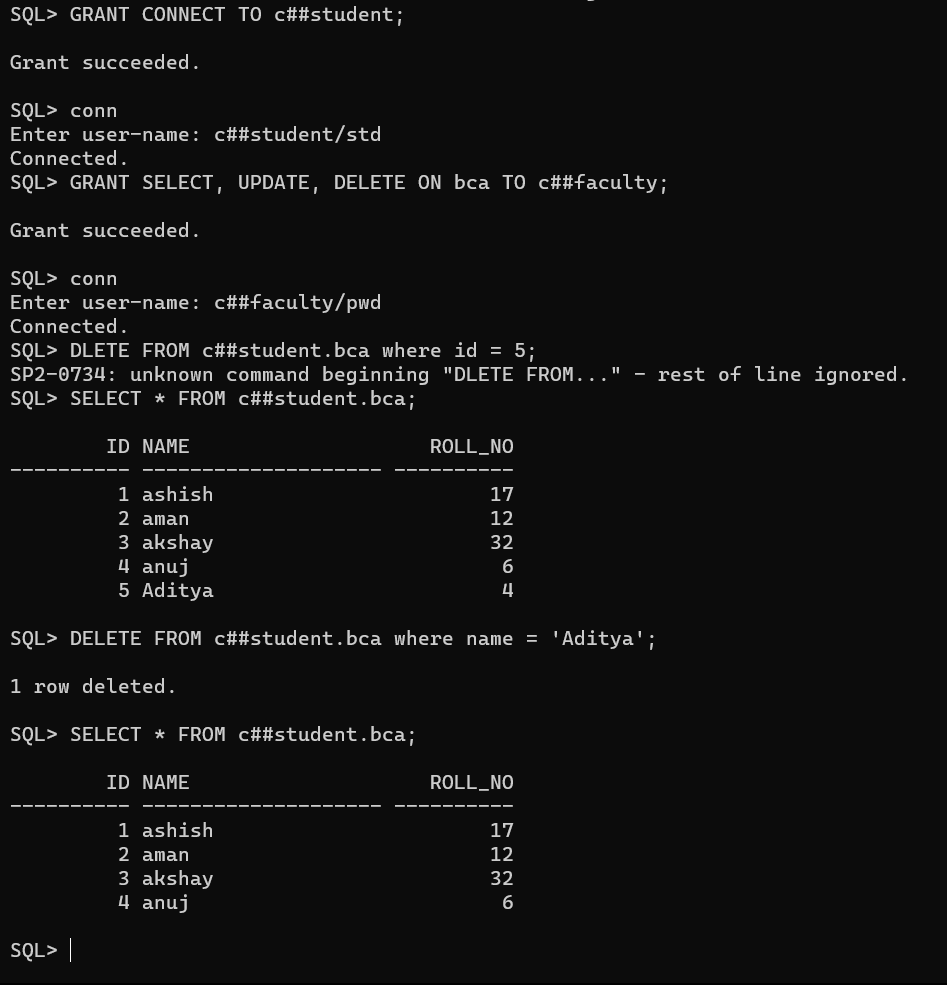 SQL> GRANT CONNECT TO c##student;
Grant succeeded.
SQL> conn
Enter user-name: c##student/std
Connected.
SQL> GRANT SELECT, UPDATE, DELETE ON bca TO c##faculty;
Grant succeeded.
SQL> conn
Enter user-name: c##faculty/pwd
Connected.
SQL> DLETE FROM c##student.bca where id = 5;
SP2-0734: unknown command beginning "DLETE FROM..." - rest of line ignored.
SQL> SELECT * FROM c##student.bca;
        ID NAME                    ROLL_NO
---------- -------------------- ----------
         1 ashish                       17
         2 aman                         12
         3 akshay                       32
         4 anuj                          6
         5 Aditya                        4
SQL> DELETE FROM c##student.bca where name = 'Aditya';
1 row deleted.
SQL> SELECT * FROM c##student.bca;
        ID NAME                    ROLL_NO
---------- -------------------- ----------
         1 ashish                       17
         2 aman                         12
         3 akshay                       32
         4 anuj                          6
SQL>